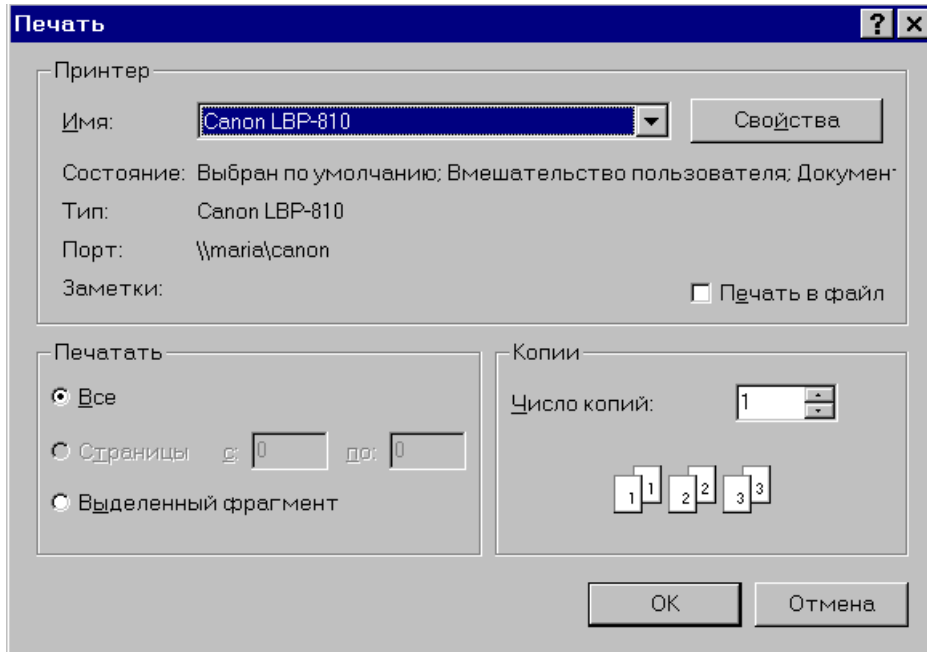 Печать
Принтер
Имя: Canon LBP-810 Свойства
Состояние: Выбран по умолчанию; Вмешательство пользователя; Докумен
Тип: Canon LBP-810
Порт: \\maria\canon
Заметки:
Печать в файл
Печатать
Все
Страницы с: 0 по: 0
Выделенный фрагмент
Копии
Число копий: 1
1 1 2 2 3 3
OK Отмена